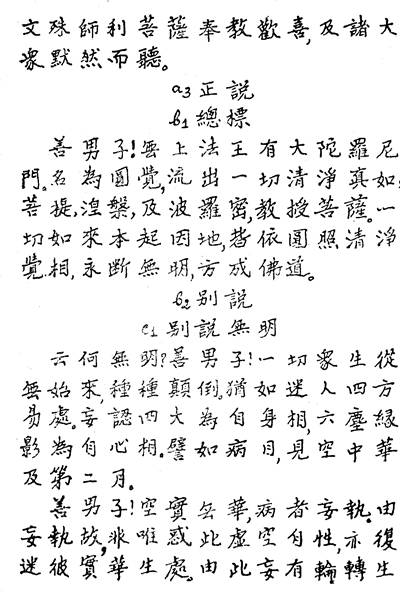 文殊師利菩薩奉教歡喜,及諸大
衆默然而聽。
a3 正說
b1 總標
善男子!無上法王有大陀羅尼
門。名為圓覺,流出一切清淨真如,
菩提,涅槃,及波羅密,教授菩薩。一
切如來本起因地,皆依圓照清淨
覺相,永斷無明,方成佛道。
b2 别說
c1 别說無明
云何無明?善男子!一切衆生從
無始來,種種顛倒。猶如迷人四方
易處。妄認四大為自身相,六塵緣
影為自心相。譬如病目,見空中華
及第二月。
善男子!空實無華,病者妄執。由
妄執故,非唯惑此虛空自性,亦復
迷彼實華生處。由此妄有輪轉生